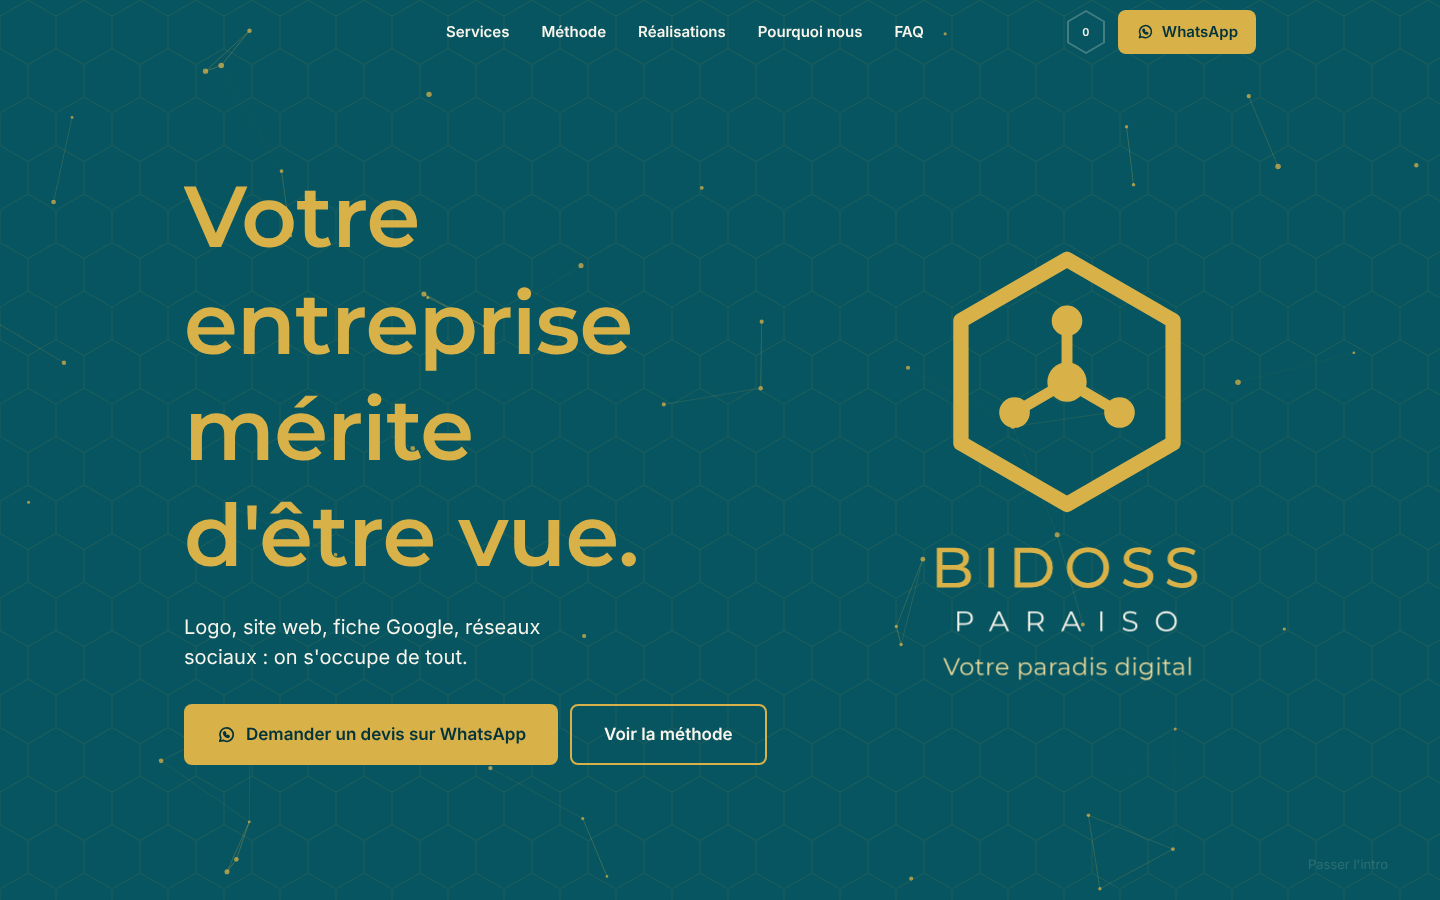 Services Méthode Réalisations Pourquoi nous FAQ 0 WhatsApp
Votre
entreprise
mérite
d'être vue.
Logo, site web, fiche Google, réseaux
sociaux : on s'occupe de tout.
Demander un devis sur WhatsApp Voir la méthode
BIDOSS
PARAISO
Votre paradis digital
Passer l'intro